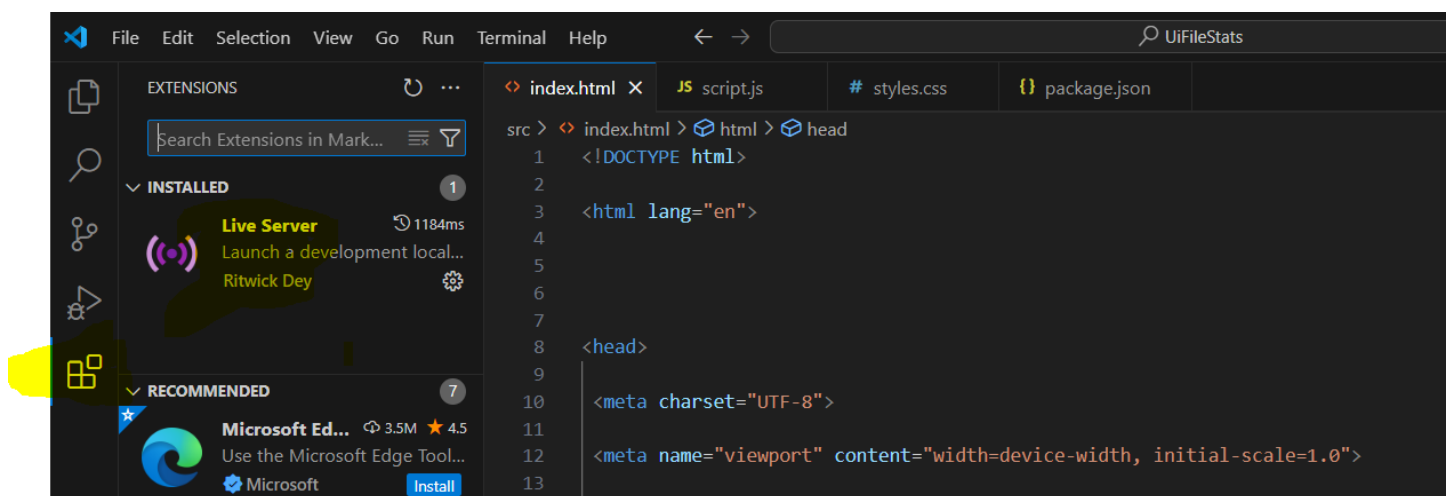 File Edit Selection View Go Run Terminal Help UiFileStats
EXTENSIONS
Search Extensions in Mark...
INSTALLED 1
Live Server 1184ms
Launch a development local...
Ritwick Dey
RECOMMENDED 7
Microsoft Ed... 3.5M 4.5
Use the Microsoft Edge Tool...
Microsoft Install
index.html JS script.js # styles.css {} package.json
src > index.html > html > head
1 <!DOCTYPE html>
2
3 <html lang="en">
4
5
6
7
8 <head>
9
10 <meta charset="UTF-8">
11
12 <meta name="viewport" content="width=device-width, initial-scale=1.0">
13